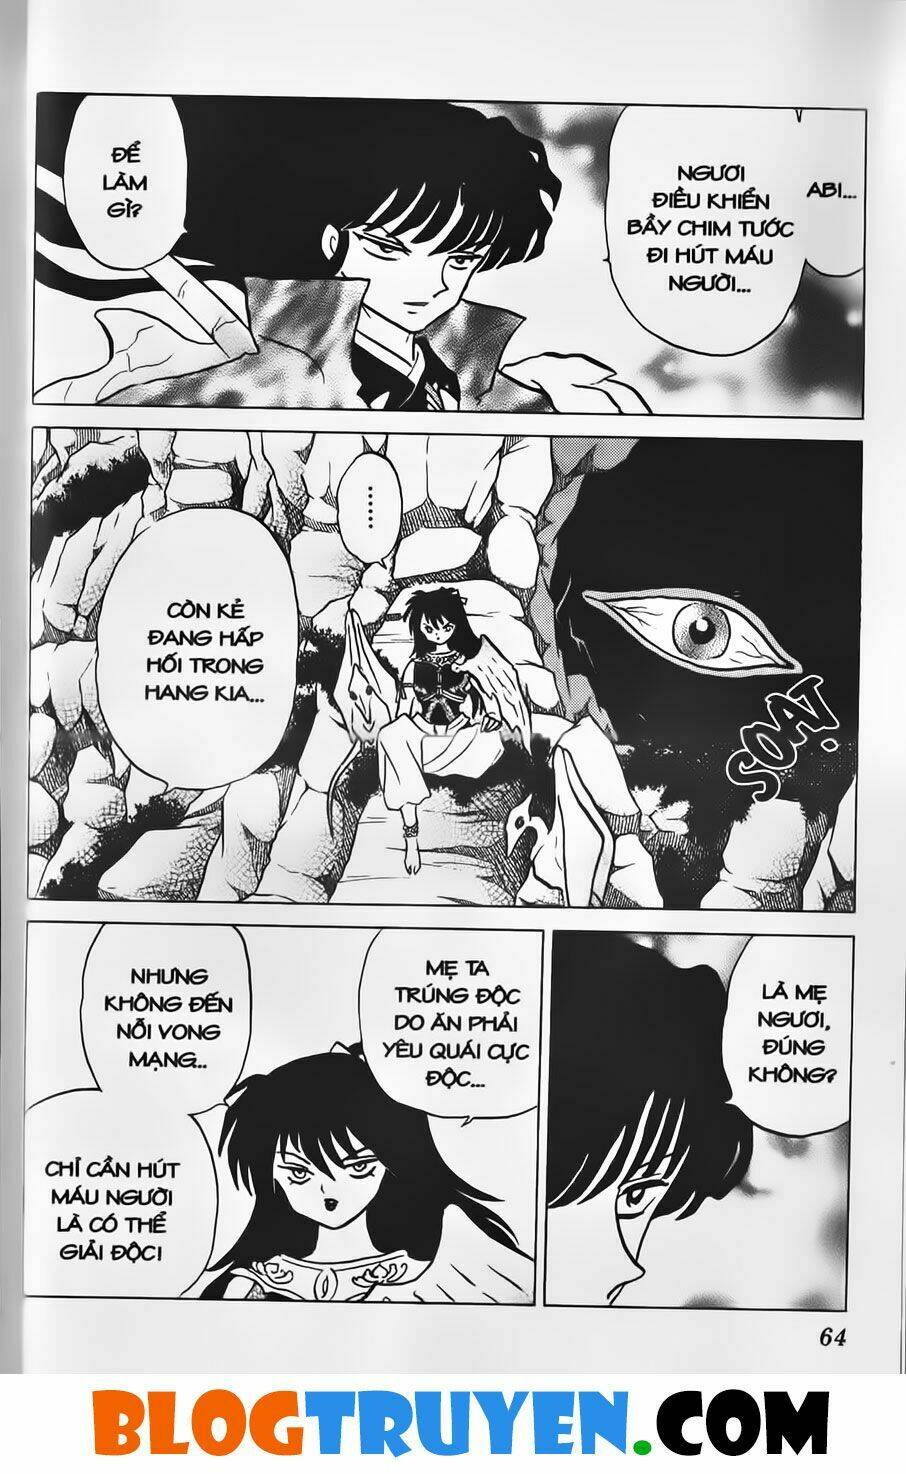 ABI...
NGƯƠI
ĐIỀU KHIỂN
BẦY CHIM TƯỚC
ĐI HÚT MÁU
NGƯỜI...
ĐỂ
LÀM
GÌ?
SOẠT
.......
CÒN KẺ
ĐANG HẤP
HỐI TRONG
HANG KIA...
LÀ MẸ
NGƯƠI,
ĐÚNG
KHÔNG?
MẸ TA
TRÚNG ĐỘC
DO ĂN PHẢI
YÊU QUÁI CỰC
ĐỘC...
NHƯNG
KHÔNG ĐẾN
NỖI VONG
MẠNG...
CHỈ CẦN HÚT
MÁU NGƯỜI
LÀ CÓ THỂ
GIẢI ĐỘC!
64
BLOGTRUYEN.COM